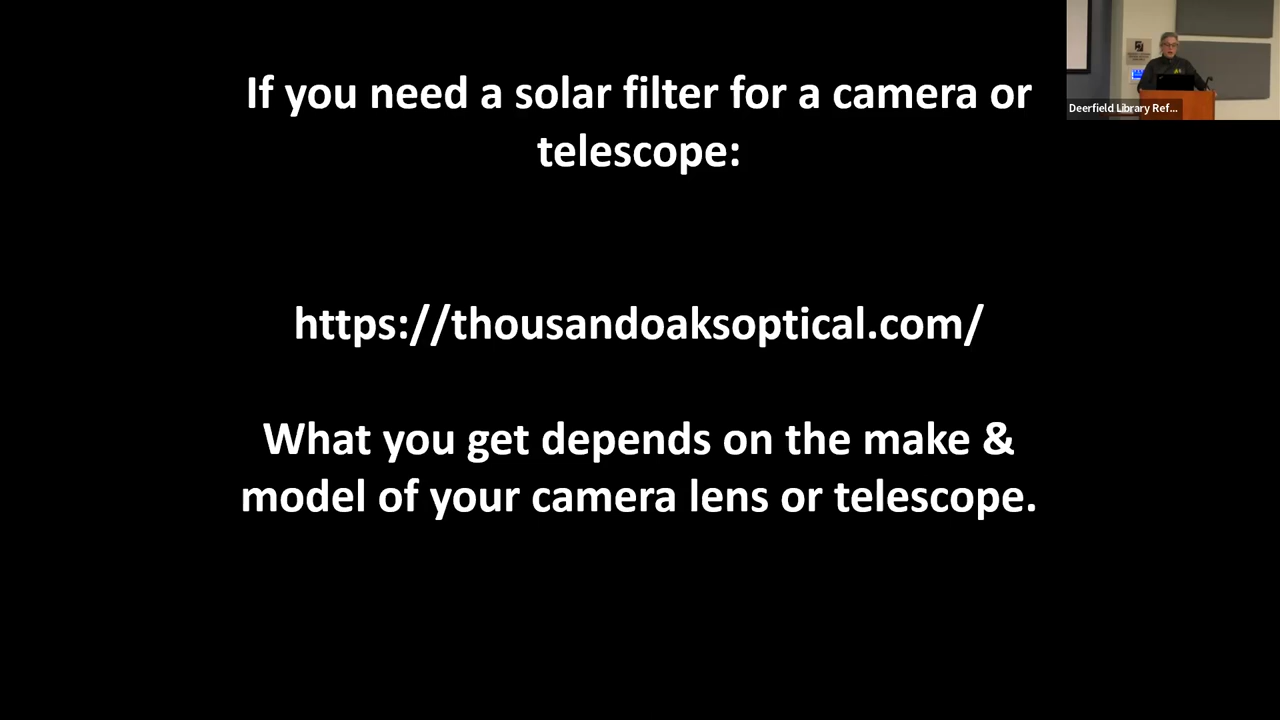 If you need a solar filter for a camera or
telescope:
https://thousandoaksoptical.com/
What you get depends on the make &
model of your camera lens or telescope.
Deerfield Library Ref...